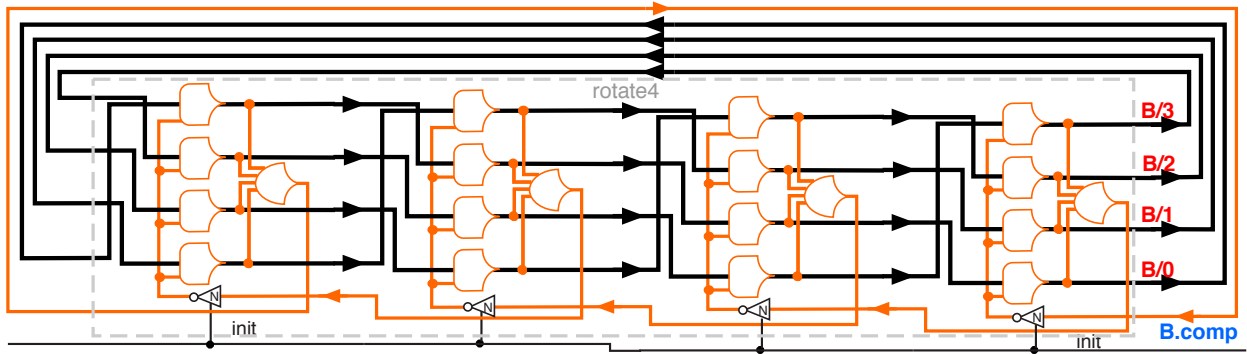 rotate4
B/3
B/2
B/1
B/0
N
N
N
N
init
init
B.comp